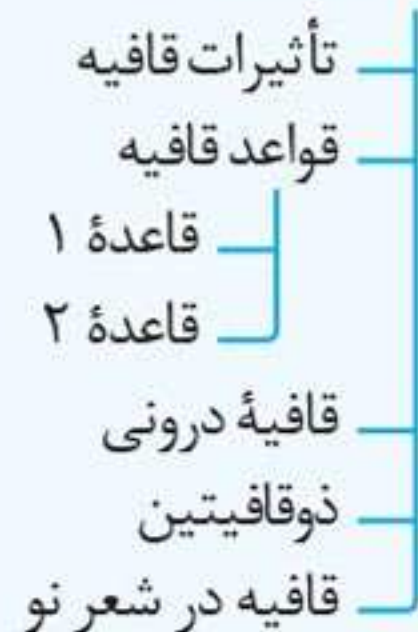 تأثیرات قافیه
قواعد قافیه
قاعدهٔ ۱
قاعدهٔ ۲
قافیهٔ درونی
ذوقافیتین
قافیه در شعر نو